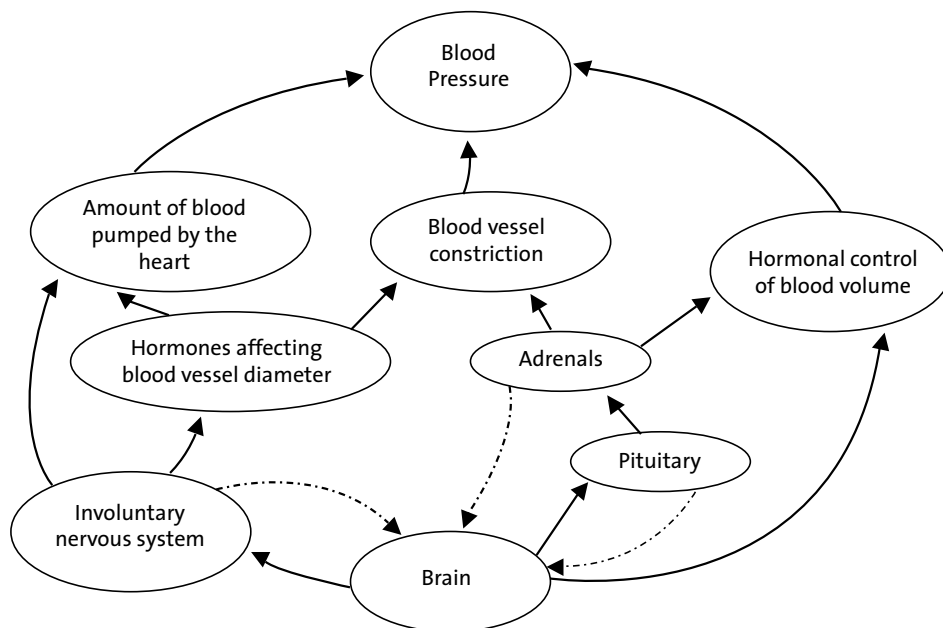 Blood
Pressure
Amount of blood
pumped by the
heart
Blood vessel
constriction
Hormonal control
of blood volume
Hormones affecting
blood vessel diameter
Adrenals
Pituitary
Involuntary
nervous system
Brain